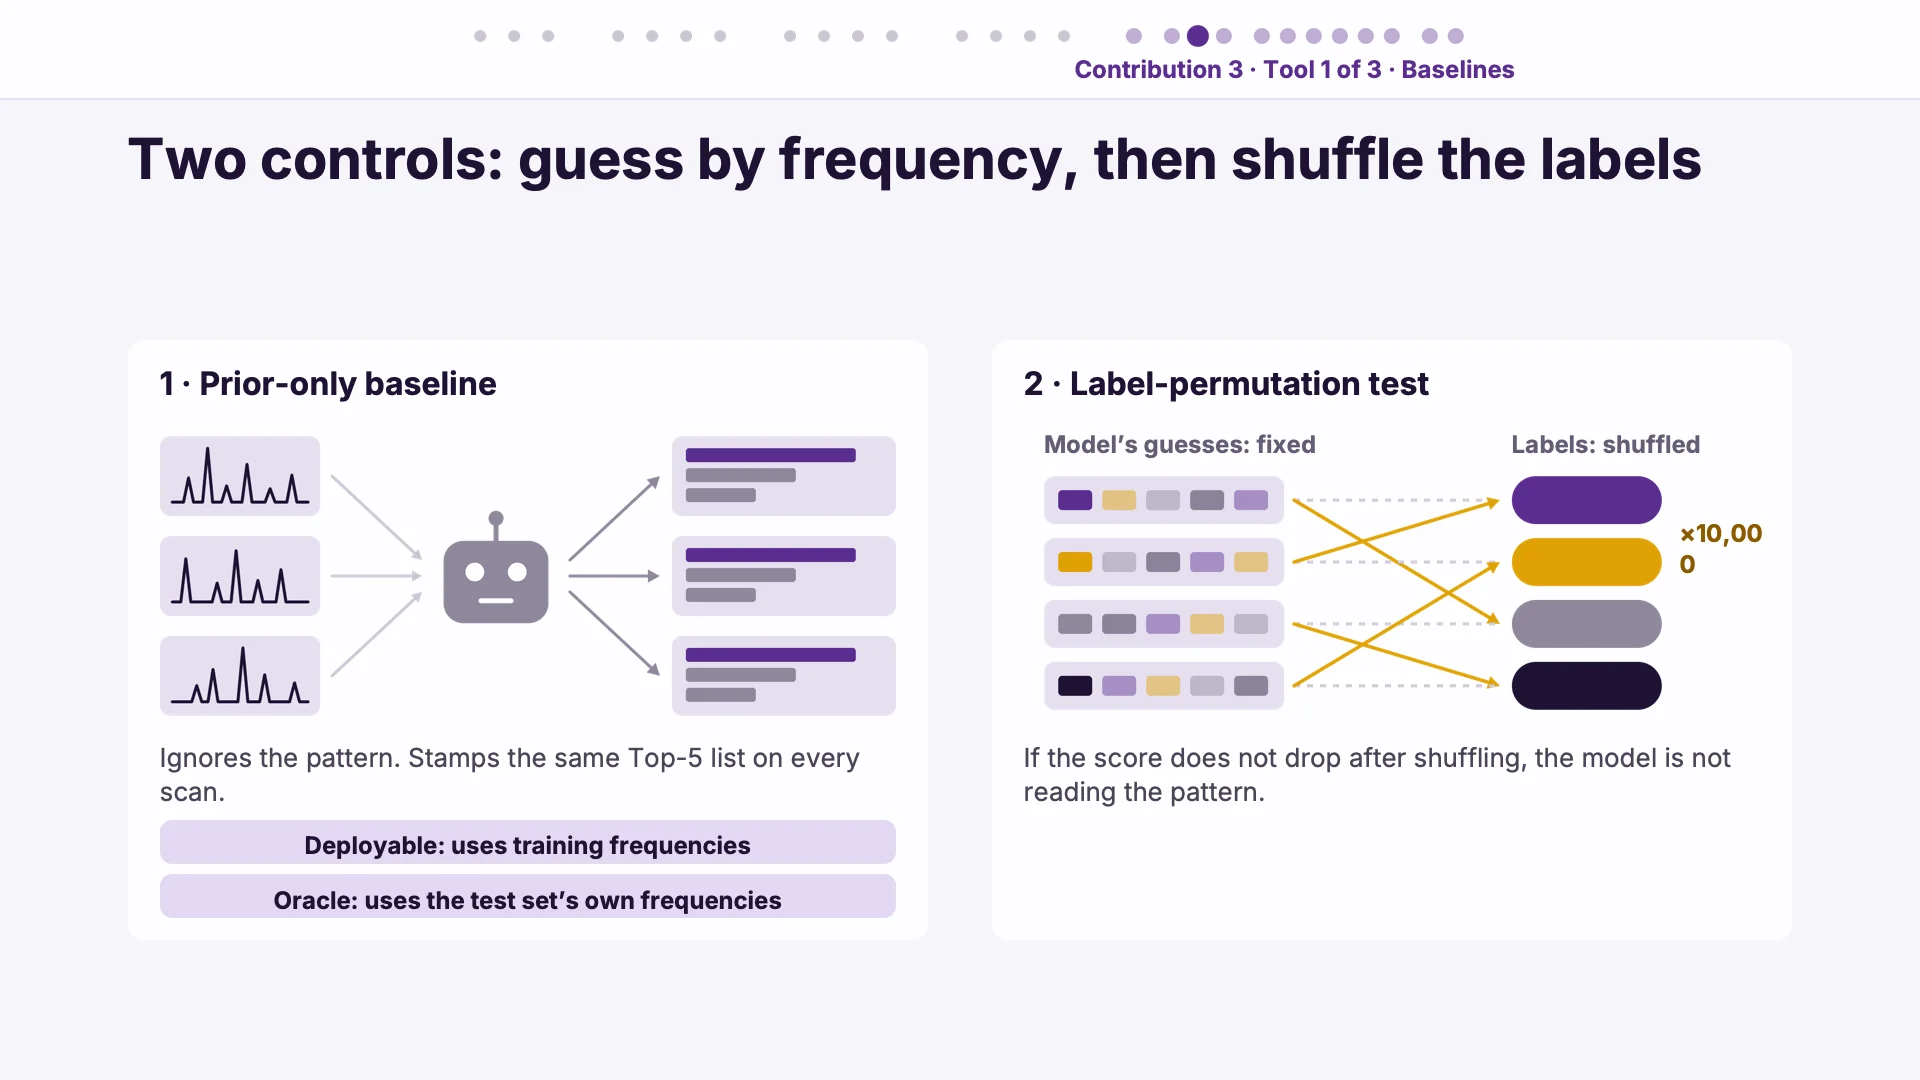 Contribution 3 · Tool 1 of 3 · Baselines
Two controls: guess by frequency, then shuffle the labels
1 · Prior-only baseline
Ignores the pattern. Stamps the same Top-5 list on every
scan.
Deployable: uses training frequencies
Oracle: uses the test set’s own frequencies
2 · Label-permutation test
Model’s guesses: fixed
Labels: shuffled
×10,00
0
If the score does not drop after shuffling, the model is not
reading the pattern.